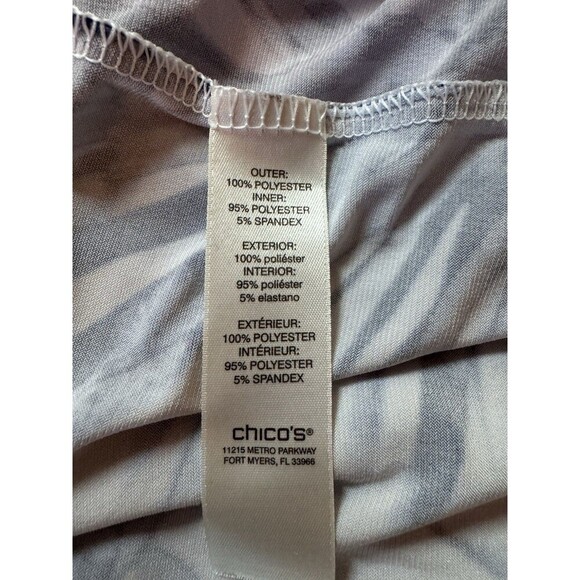 OUTER:
100% POLYESTER
INNER:
95% POLYESTER
5% SPANDEX
EXTERIOR:
100% poliéster
INTERIOR:
95% poliéster
5% elastano
EXTÉRIEUR:
100% POLYESTER
INTÉRIEUR:
95% POLYESTER
5% SPANDEX
chico's®
11215 METRO PARKWAY
FORT MYERS, FL 33966